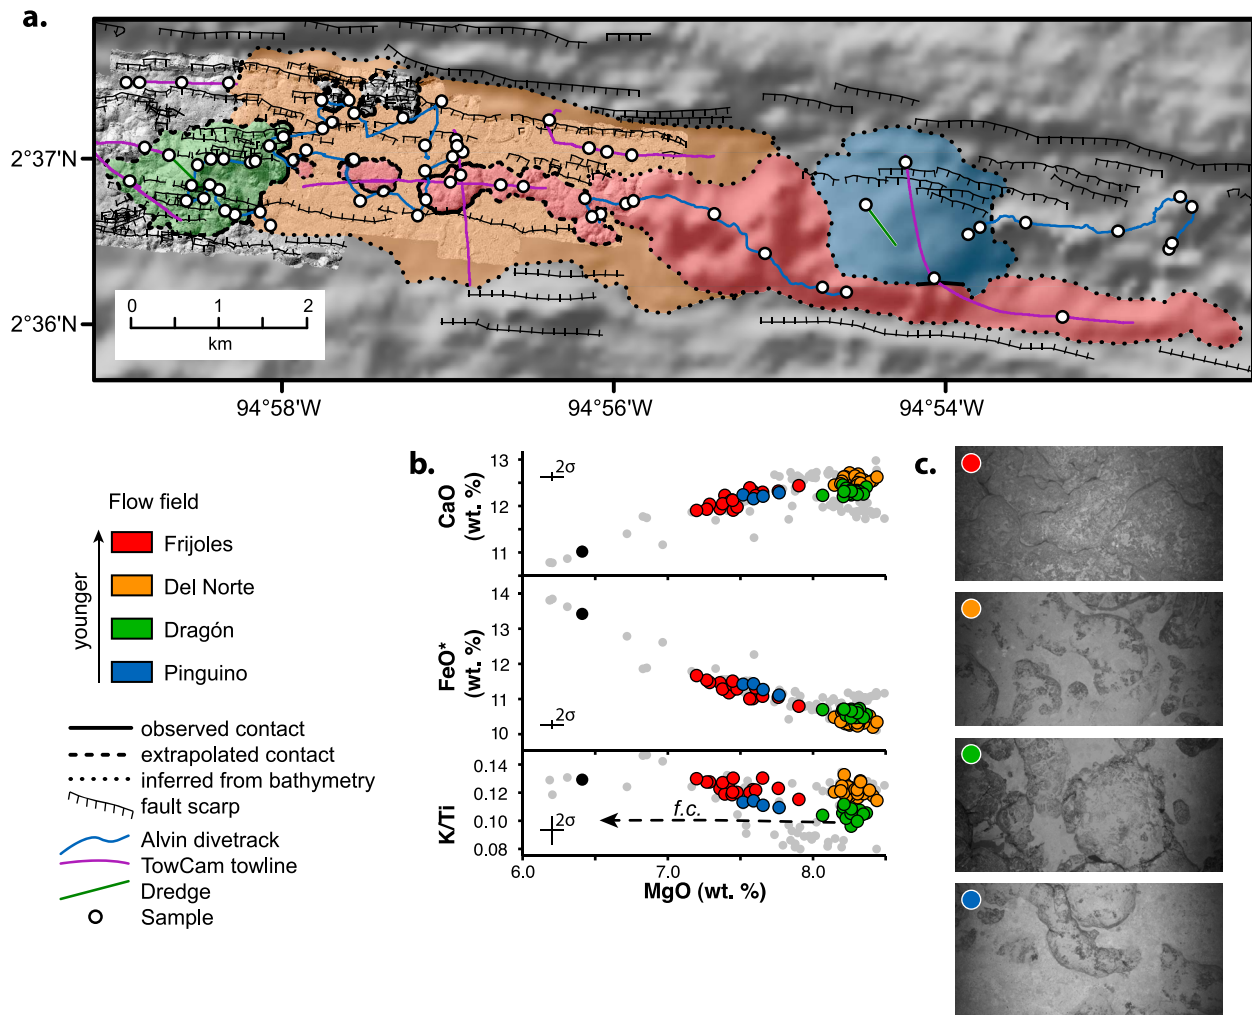 a.
2°37'N
2°36'N
0 1 2
km
94°58'W 94°56'W 94°54'W
Flow field
younger
Frijoles
Del Norte
Dragón
Pinguino
observed contact
extrapolated contact
inferred from bathymetry
fault scarp
Alvin divetrack
TowCam towline
Dredge
Sample
b.
CaO
(wt. %)
13
12
11
2σ
FeO*
(wt. %)
14
13
12
11
10
2σ
K/Ti
0.14
0.12
0.10
0.08
2σ
f.c.
6.0 7.0 8.0
MgO (wt. %)
c.